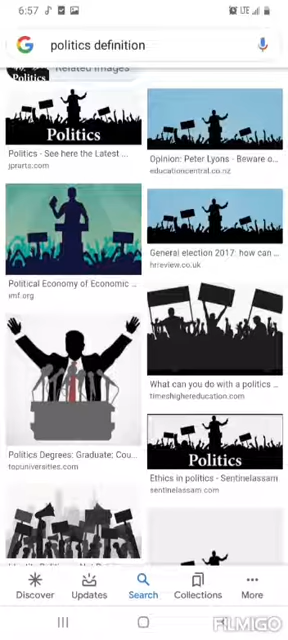 6:57
LTE
politics definition
Politics
Related images
Politics
Politics - See here the Latest ...
jprarts.com
Opinion: Peter Lyons - Beware o...
educationcentral.co.nz
Political Economy of Economic ...
imf.org
General election 2017: how can ...
hrreview.co.uk
What can you do with a politics ...
timeshighereducation.com
Politics Degrees: Graduate: Cou...
topuniversities.com
Politics
Ethics in politics - Sentinelassam
sentinelassam.com
Discover
Updates
Search
Collections
More
FILMIGO